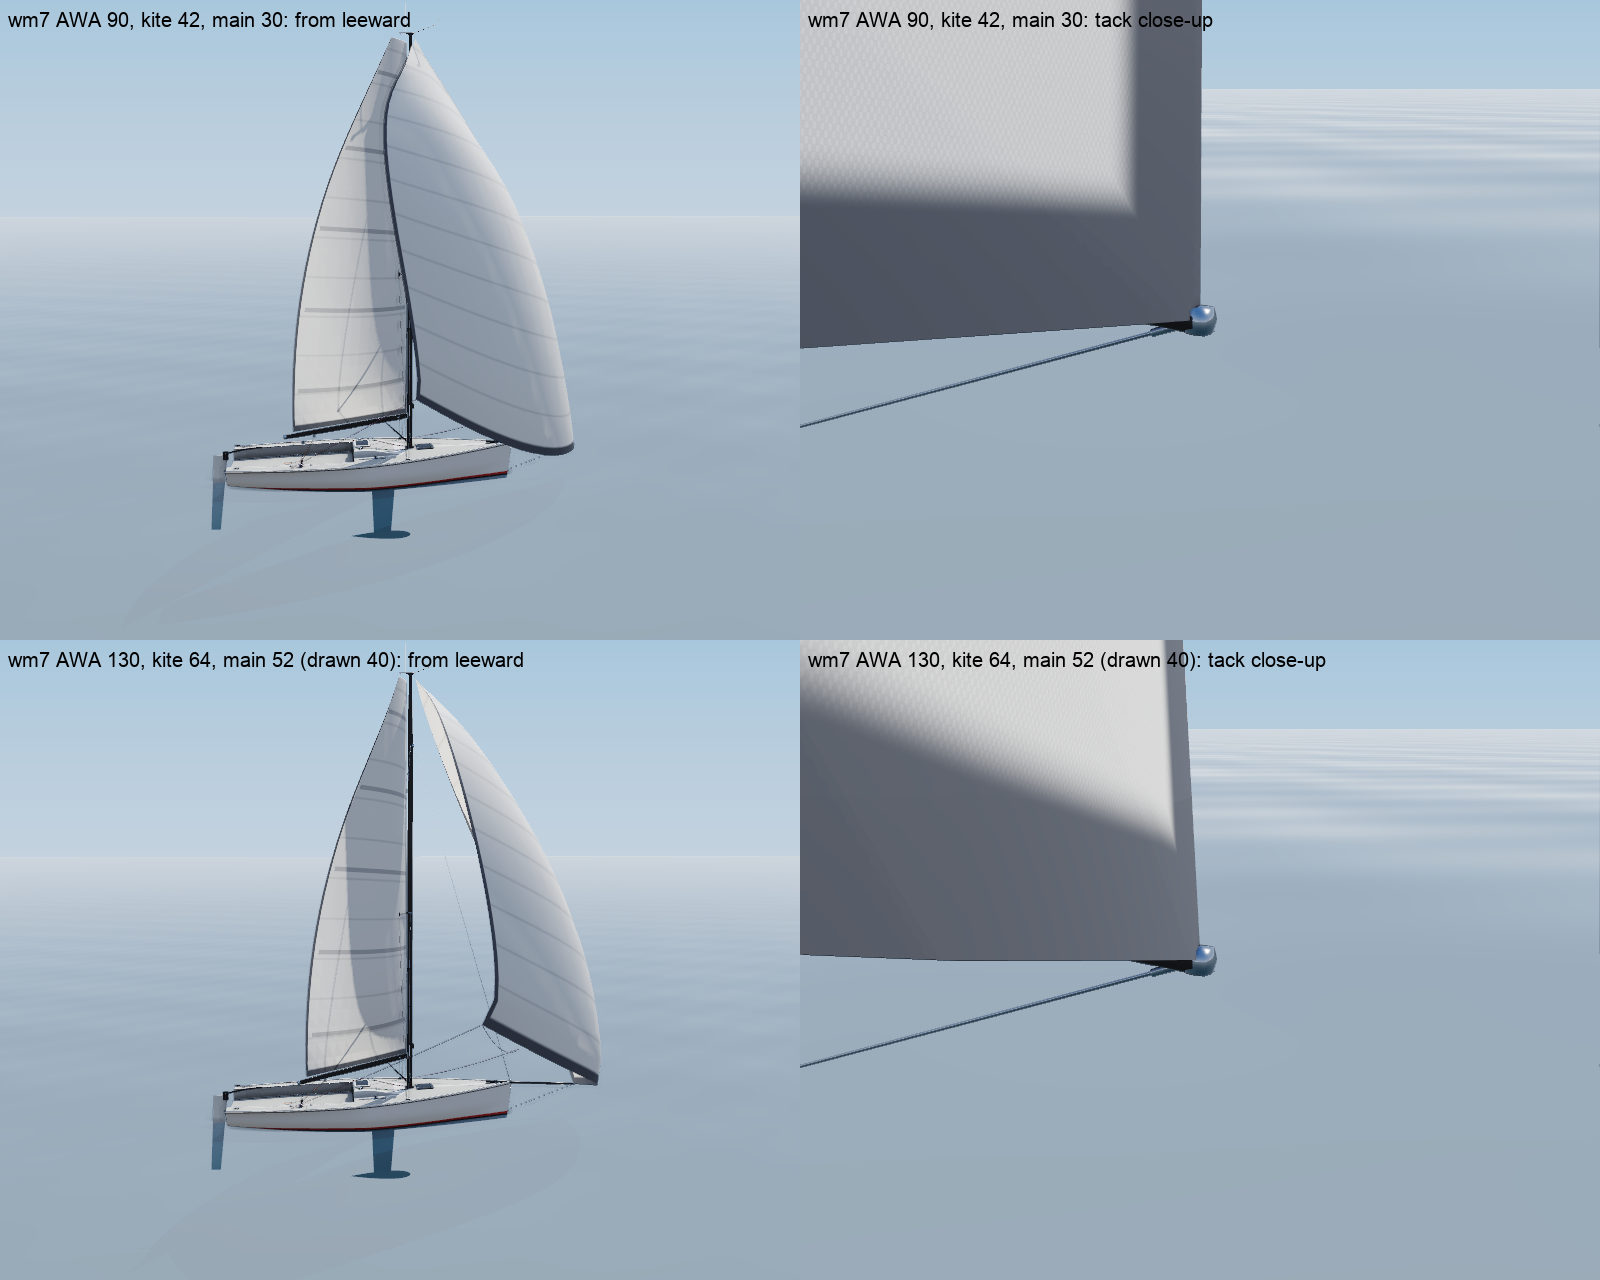 wm7 AWA 90, kite 42, main 30: from leeward
wm7 AWA 90, kite 42, main 30: tack close-up
wm7 AWA 130, kite 64, main 52 (drawn 40): from leeward
wm7 AWA 130, kite 64, main 52 (drawn 40): tack close-up